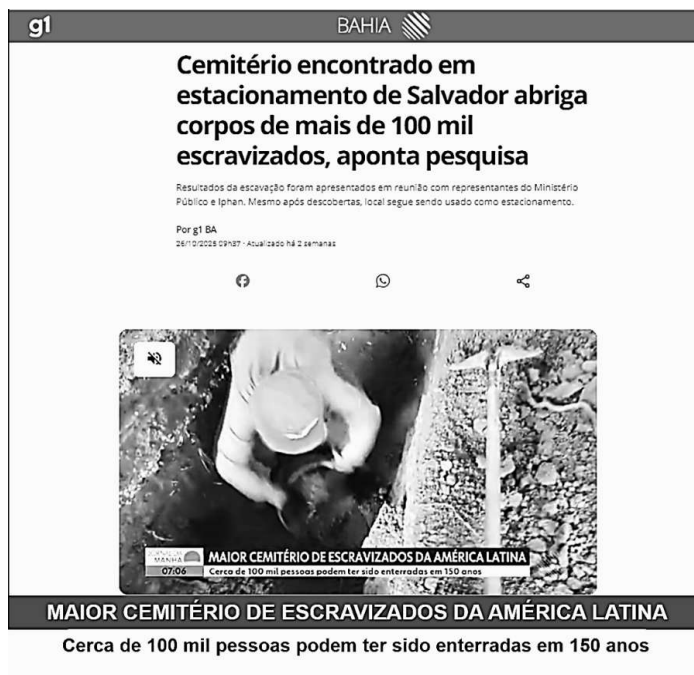 g1
BAHIA
Cemitério encontrado em
estacionamento de Salvador abriga
corpos de mais de 100 mil
escravizados, aponta pesquisa
Resultados da escavação foram apresentados em reunião com representantes do Ministério
Público e Iphan. Mesmo após descobertas, local segue sendo usado como estacionamento.
Por g1 BA
26/10/2025 09h37 · Atualizado há 2 semanas
JORNAL DA
MANHÃ
MAIOR CEMITÉRIO DE ESCRAVIZADOS DA AMÉRICA LATINA
07:06
Cerca de 100 mil pessoas podem ter sido enterradas em 150 anos
MAIOR CEMITÉRIO DE ESCRAVIZADOS DA AMÉRICA LATINA
Cerca de 100 mil pessoas podem ter sido enterradas em 150 anos